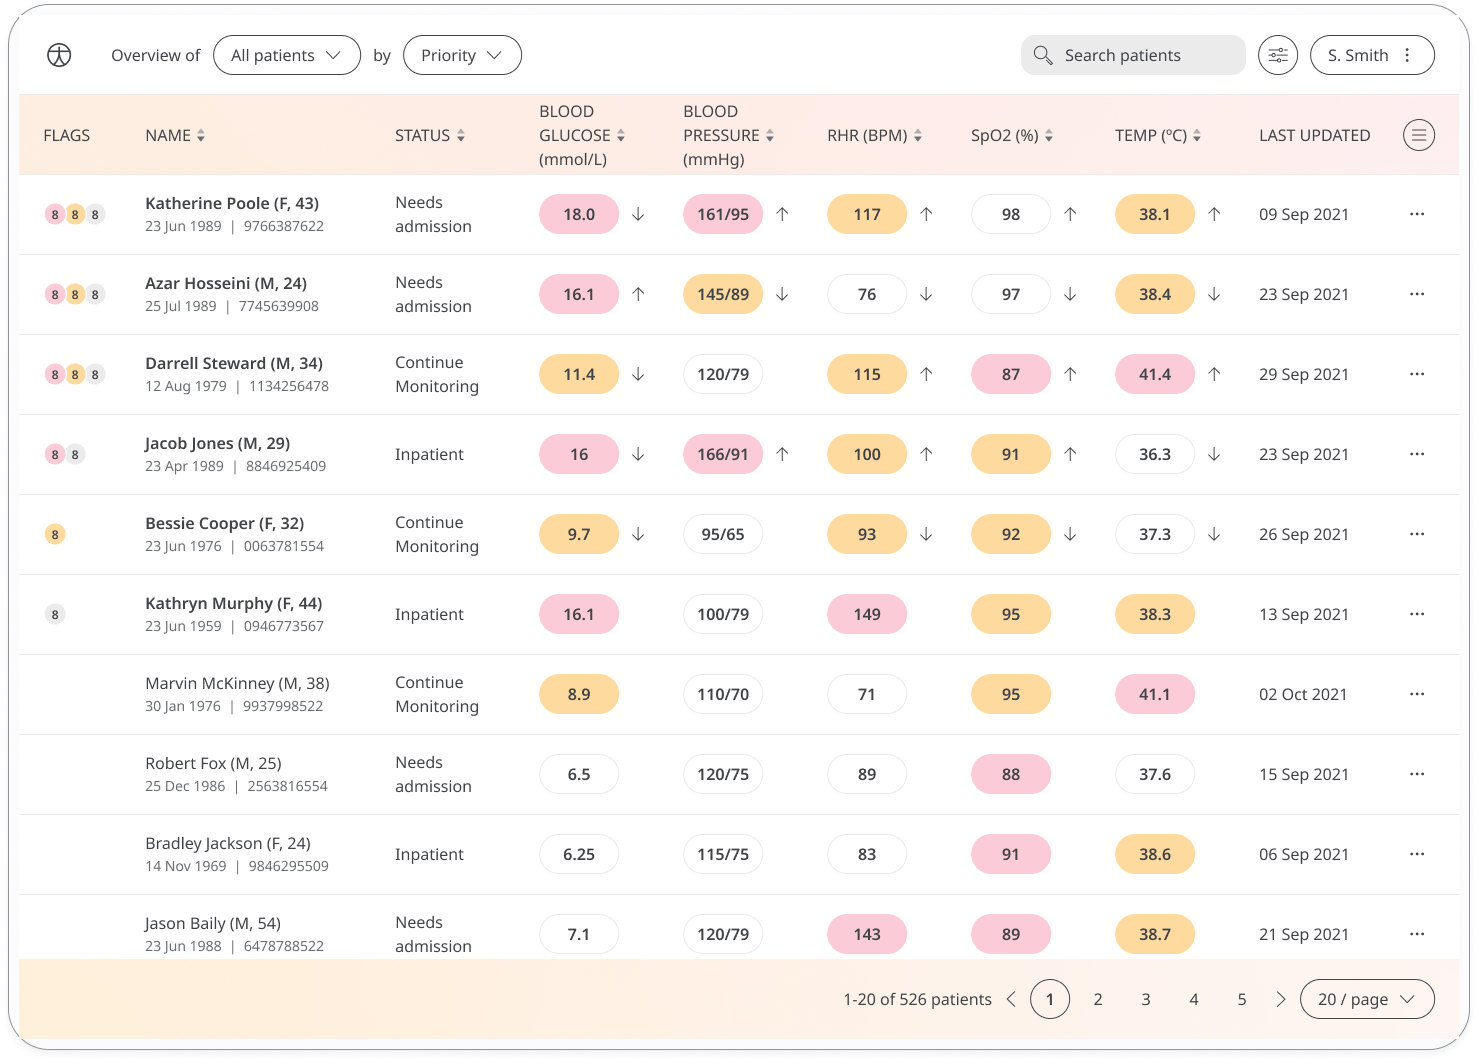 Overview of All patients by Priority Search patients S. Smith
FLAGS NAME STATUS BLOOD GLUCOSE (mmol/L) BLOOD PRESSURE (mmHg) RHR (BPM) SpO2 (%) TEMP (ºC) LAST UPDATED
8 8 8 Katherine Poole (F, 43) Needs admission 18.0 161/95 117 98 38.1 09 Sep 2021
23 Jun 1989 | 9766387622
8 8 8 Azar Hosseini (M, 24) Needs admission 16.1 145/89 76 97 38.4 23 Sep 2021
25 Jul 1989 | 7745639908
8 8 8 Darrell Steward (M, 34) Continue Monitoring 11.4 120/79 115 87 41.4 29 Sep 2021
12 Aug 1979 | 1134256478
8 8 Jacob Jones (M, 29) Inpatient 16 166/91 100 91 36.3 23 Sep 2021
23 Apr 1989 | 8846925409
8 Bessie Cooper (F, 32) Continue Monitoring 9.7 95/65 93 92 37.3 26 Sep 2021
23 Jun 1976 | 0063781554
8 Kathryn Murphy (F, 44) Inpatient 16.1 100/79 149 95 38.3 13 Sep 2021
23 Jun 1959 | 0946773567
Marvin McKinney (M, 38) Continue Monitoring 8.9 110/70 71 95 41.1 02 Oct 2021
30 Jan 1976 | 9937998522
Robert Fox (M, 25) Needs admission 6.5 120/75 89 88 37.6 15 Sep 2021
25 Dec 1986 | 2563816554
Bradley Jackson (F, 24) Inpatient 6.25 115/75 83 91 38.6 06 Sep 2021
14 Nov 1969 | 9846295509
Jason Baily (M, 54) Needs admission 7.1 120/79 143 89 38.7 21 Sep 2021
23 Jun 1988 | 6478788522
1-20 of 526 patients 1 2 3 4 5 20 / page